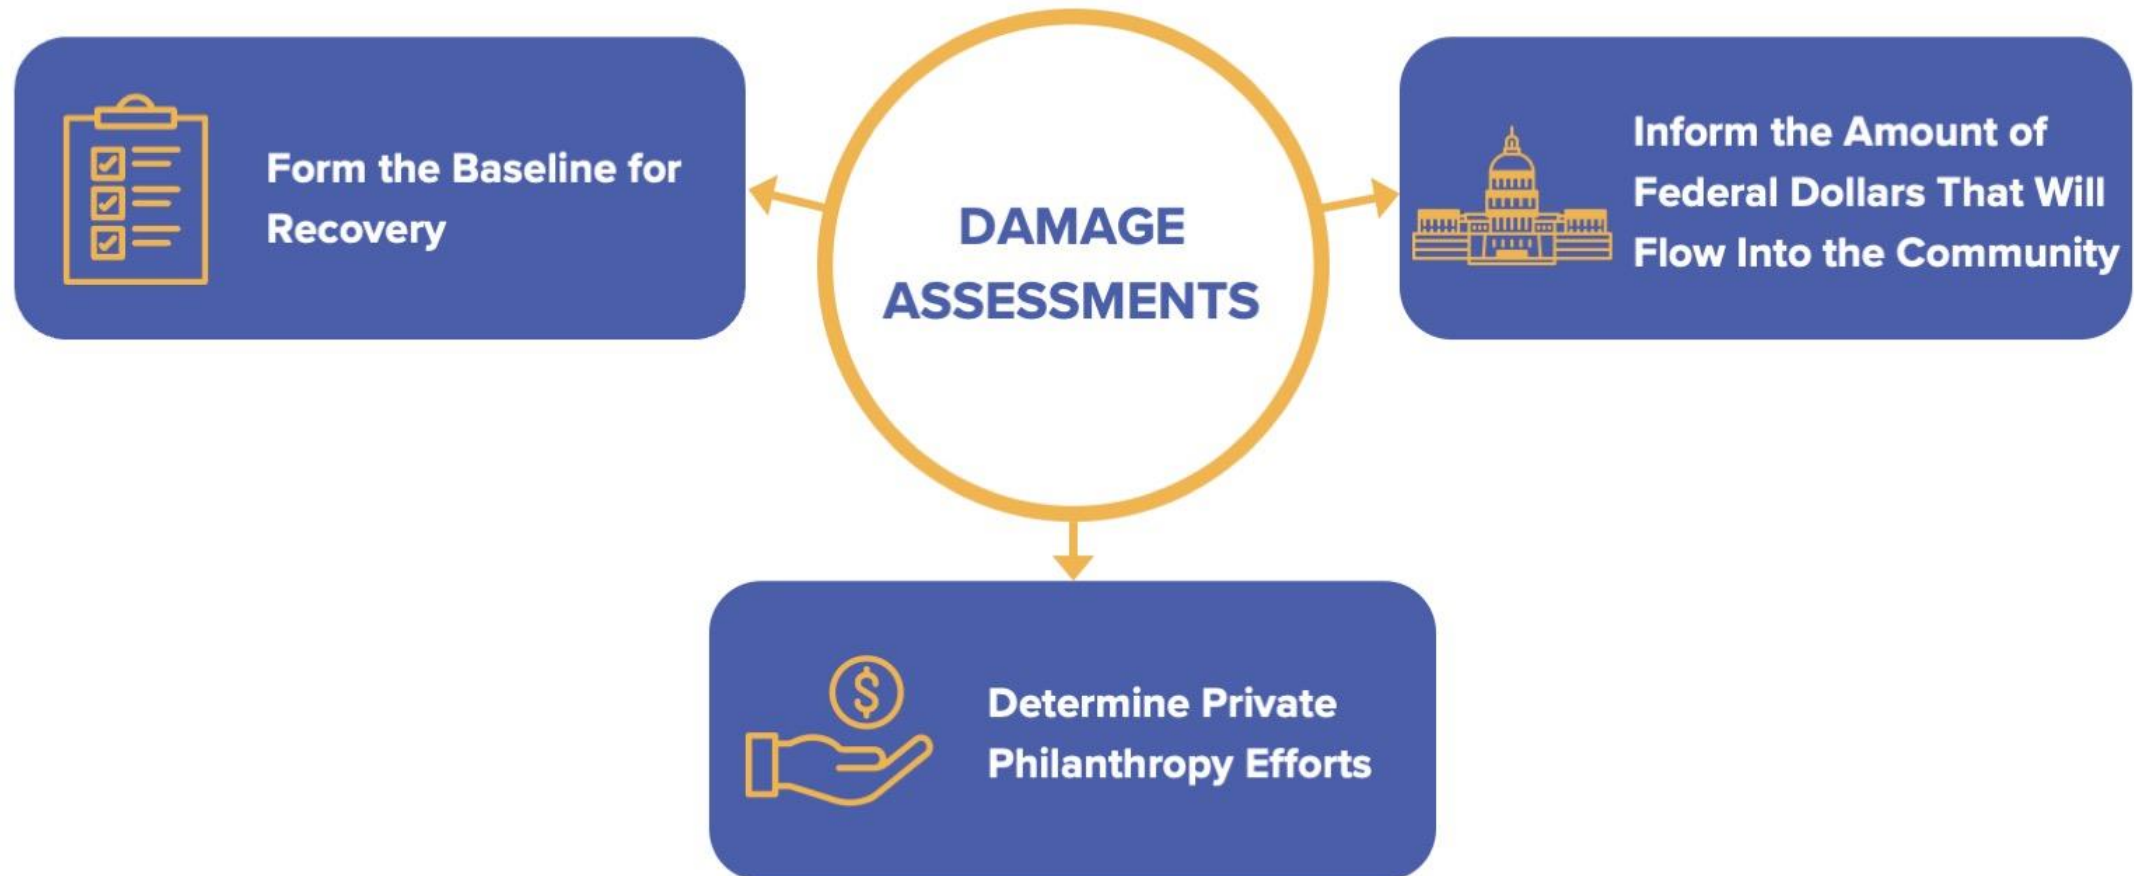 Form the Baseline for
Recovery
DAMAGE
ASSESSMENTS
Inform the Amount of
Federal Dollars That Will
Flow Into the Community
Determine Private
Philanthropy Efforts